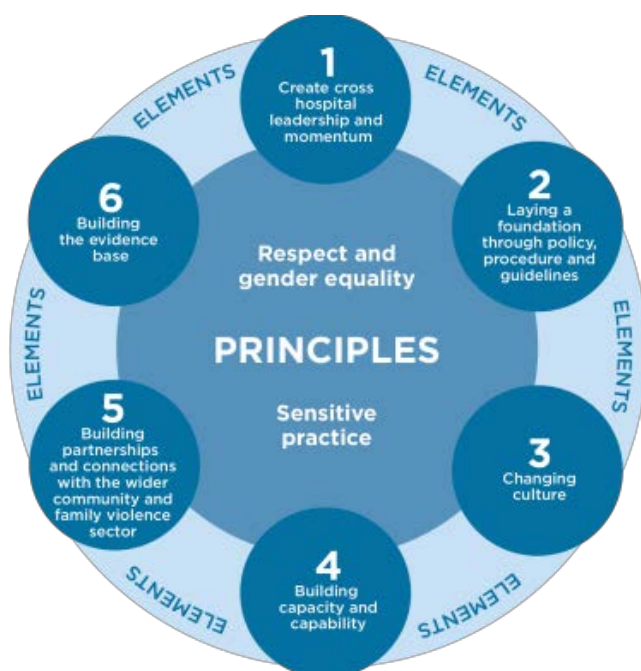 ELEMENTS
ELEMENTS
1
Create cross
hospital
leadership and
momentum
6
Building
the evidence
base
2
Laying a
foundation
through policy,
procedure and
guidelines
Respect and
gender equality
PRINCIPLES
Sensitive
practice
ELEMENTS
ELEMENTS
5
Building
partnerships
and connections
with the wider
community and
family violence
sector
3
Changing
culture
4
Building
capacity and
capability
ELEMENTS
ELEMENTS